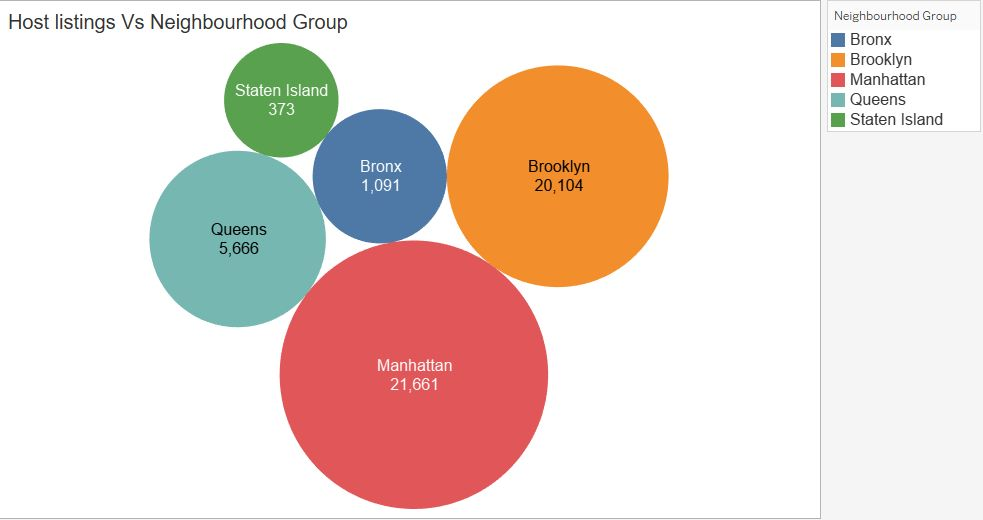 Host listings Vs Neighbourhood Group
Staten Island
373
Bronx
1,091
Brooklyn
20,104
Queens
5,666
Manhattan
21,661
Neighbourhood Group
Bronx
Brooklyn
Manhattan
Queens
Staten Island